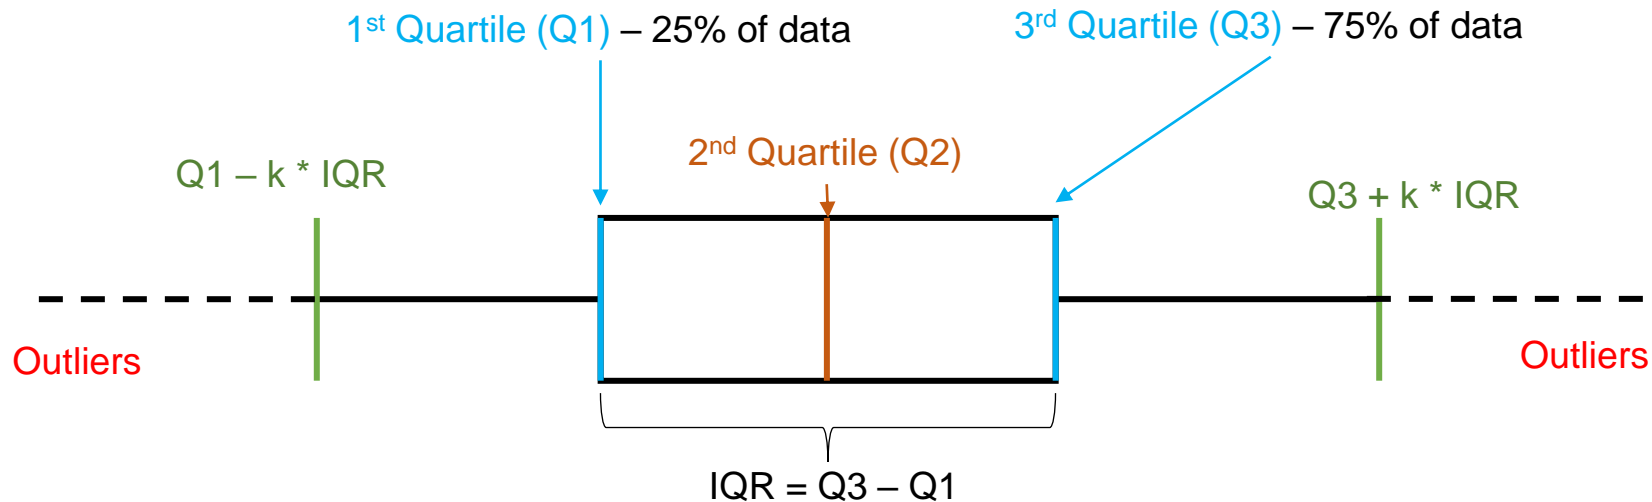 1st Quartile (Q1) – 25% of data
3rd Quartile (Q3) – 75% of data
2nd Quartile (Q2)
Q1 – k * IQR
Q3 + k * IQR
Outliers
Outliers
IQR = Q3 – Q1